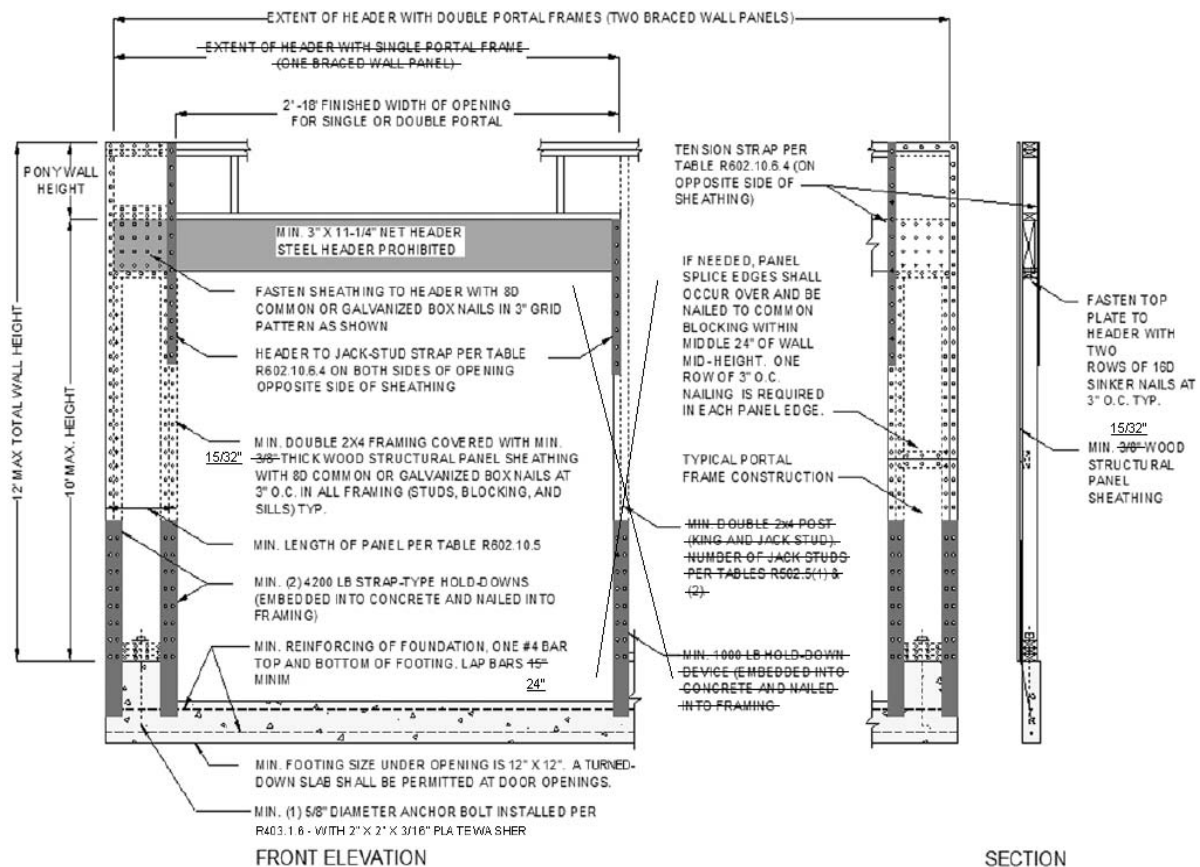 EXTENT OF HEADER WITH DOUBLE PORTAL FRAMES (TWO BRACED WALL PANELS)
EXTENT OF HEADER WITH SINGLE PORTAL FRAME
(ONE BRACED WALL PANEL)
2' -18' FINISHED WIDTH OF OPENING
FOR SINGLE OR DOUBLE PORTAL
PONY WALL
HEIGHT
12' MAX TOTAL WALL HEIGHT
10' MAX. HEIGHT
MIN. 3" X 11-1/4" NET HEADER
STEEL HEADER PROHIBITED
FASTEN SHEATHING TO HEADER WITH 8D
COMMON OR GALVANIZED BOX NAILS IN 3" GRID
PATTERN AS SHOWN
HEADER TO JACK-STUD STRAP PER TABLE
R602.10.6.4 ON BOTH SIDES OF OPENING
OPPOSITE SIDE OF SHEATHING
MIN. DOUBLE 2X4 FRAMING COVERED WITH MIN.
15/32" 3/8" THICK WOOD STRUCTURAL PANEL SHEATHING
WITH 8D COMMON OR GALVANIZED BOX NAILS AT
3" O.C. IN ALL FRAMING (STUDS, BLOCKING, AND
SILLS) TYP.
MIN. LENGTH OF PANEL PER TABLE R602.10.5
MIN. (2) 4200 LB STRAP-TYPE HOLD-DOWNS
(EMBEDDED INTO CONCRETE AND NAILED INTO
FRAMING)
MIN. REINFORCING OF FOUNDATION, ONE #4 BAR
TOP AND BOTTOM OF FOOTING. LAP BARS 15"
MINIM
24"
MIN. FOOTING SIZE UNDER OPENING IS 12" X 12". A TURNED-
DOWN SLAB SHALL BE PERMITTED AT DOOR OPENINGS.
MIN. (1) 5/8" DIAMETER ANCHOR BOLT INSTALLED PER
R403.1.6 - WITH 2" X 2" X 3/16" PLATE WASHER
FRONT ELEVATION
TENSION STRAP PER
TABLE R602.10.6.4 (ON
OPPOSITE SIDE OF
SHEATHING)
IF NEEDED, PANEL
SPLICE EDGES SHALL
OCCUR OVER AND BE
NAILED TO COMMON
BLOCKING WITHIN
MIDDLE 24" OF WALL
MID-HEIGHT. ONE
ROW OF 3" O.C.
NAILING IS REQUIRED
IN EACH PANEL EDGE.
TYPICAL PORTAL
FRAME CONSTRUCTION
MIN. DOUBLE 2x4 POST
(KING AND JACK STUD).
NUMBER OF JACK STUDS
PER TABLES R502.5(1) &
(2).
MIN. 1000 LB HOLD-DOWN
DEVICE (EMBEDDED INTO
CONCRETE AND NAILED
INTO FRAMING
FASTEN TOP
PLATE TO
HEADER WITH
TWO
ROWS OF 16D
SINKER NAILS AT
3" O.C. TYP.
15/32"
MIN. 3/8" WOOD
STRUCTURAL
PANEL
SHEATHING
SECTION